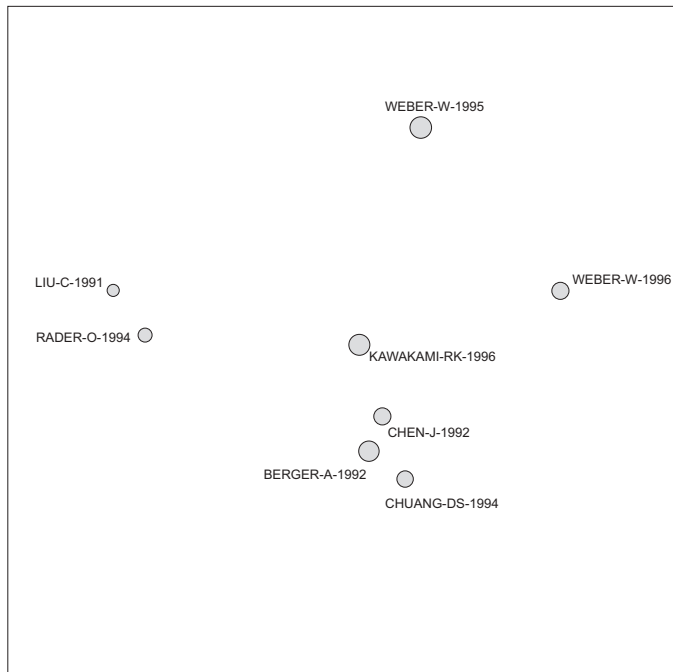 WEBER-W-1995
LIU-C-1991
WEBER-W-1996
RADER-O-1994
KAWAKAMI-RK-1996
CHEN-J-1992
BERGER-A-1992
CHUANG-DS-1994